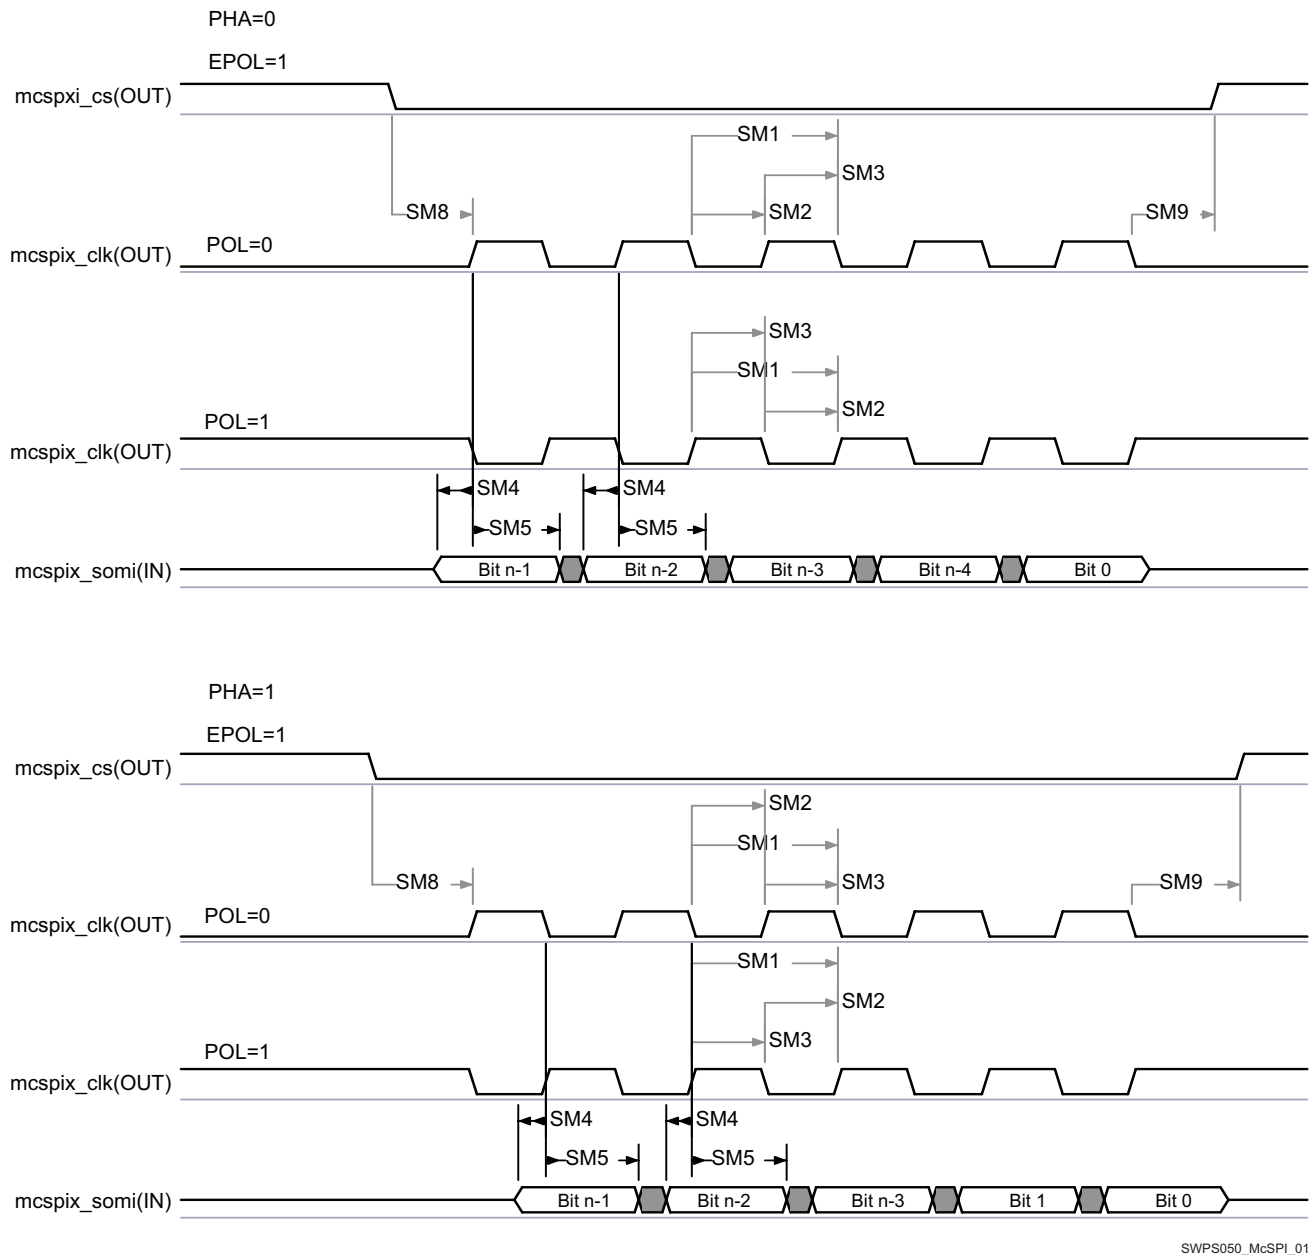 PHA=0
EPOL=1
mcspxi_cs(OUT)
SM1
SM3
SM8
SM2
SM9
POL=0
mcspix_clk(OUT)
SM3
SM1
SM2
POL=1
mcspix_clk(OUT)
SM4
SM4
SM5
SM5
mcspix_somi(IN)
Bit n-1
Bit n-2
Bit n-3
Bit n-4
Bit 0
PHA=1
EPOL=1
mcspix_cs(OUT)
SM2
SM1
SM8
SM3
SM9
POL=0
mcspix_clk(OUT)
SM1
SM2
SM3
POL=1
mcspix_clk(OUT)
SM4
SM4
SM5
SM5
mcspix_somi(IN)
Bit n-1
Bit n-2
Bit n-3
Bit 1
Bit 0
SWPS050_McSPI_01